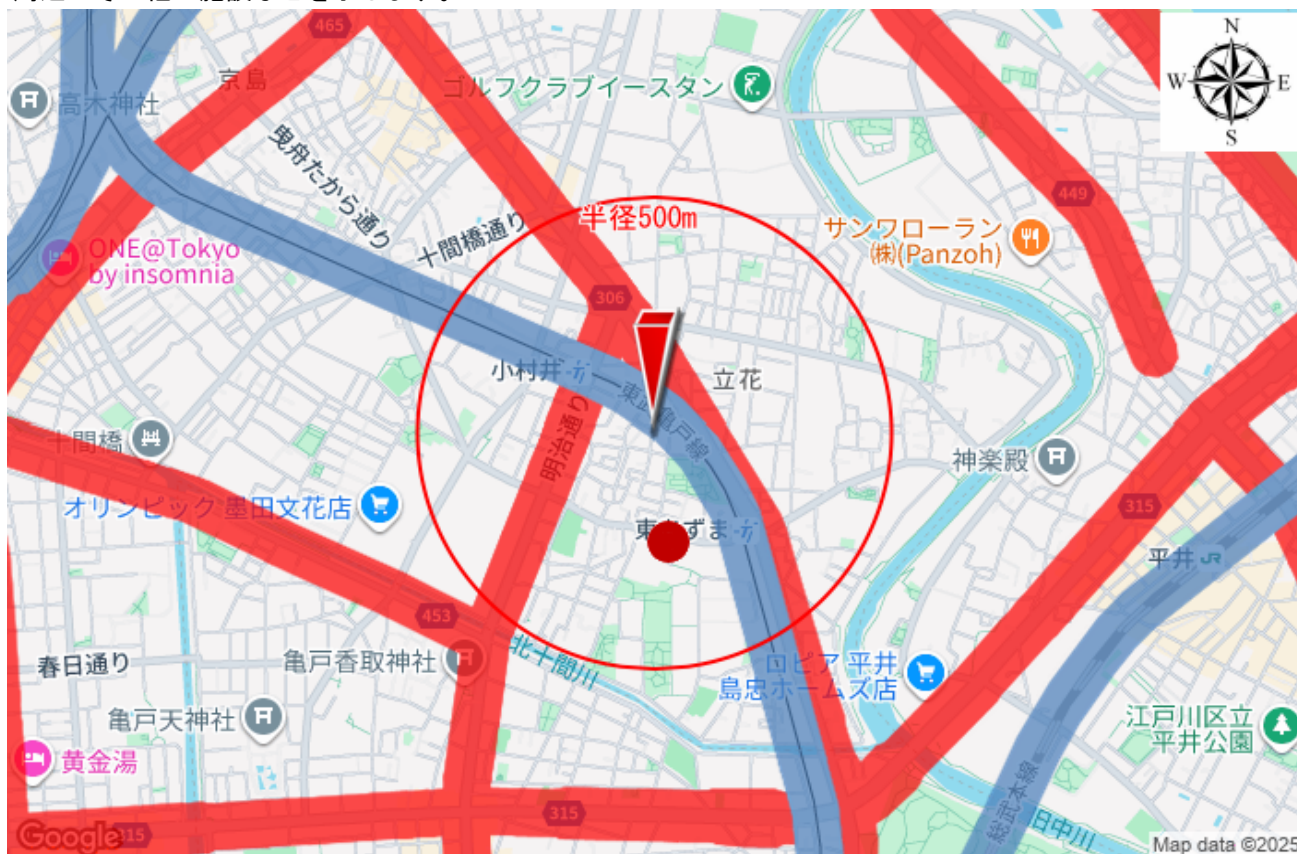 465
N
W
E
S
京島
ゴルフクラブイースタン
高木神社
曳舟たから通り
449
半径500m
十間橋通り
サンワローラン
㈱(Panzoh)
ONE@Tokyo
by insomnia
306
小村井
東武亀戸線
立花
明治通り
十間橋
神楽殿
オリンピック 墨田文花店
315
平井
JR
453
北十間川
春日通り
亀戸香取神社
ロピア 平井
島忠ホームズ店
亀戸天神社
江戸川区立
平井公園
黄金湯
総武本線
315
315
旧中川
Google
Map data ©2025